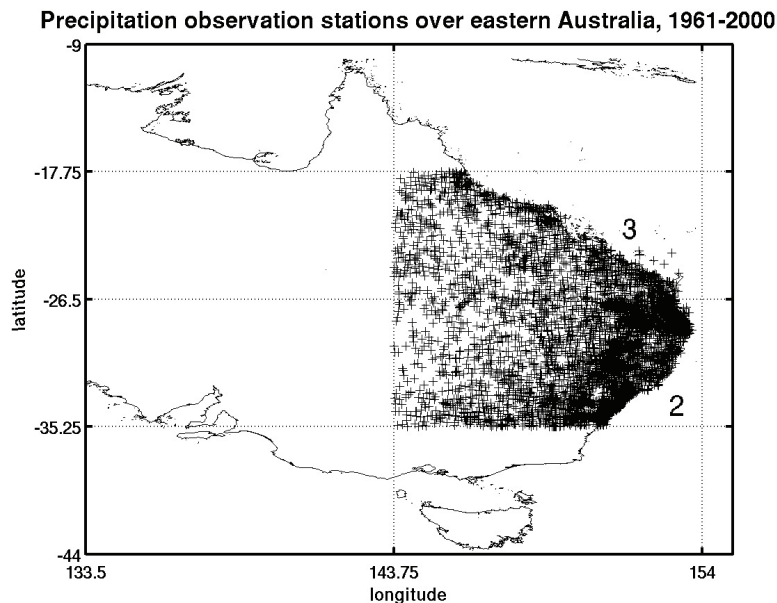 Precipitation observation stations over eastern Australia, 1961-2000
-9
-17.75
3
-26.5
latitude
2
-35.25
-44
133.5 143.75 154
longitude